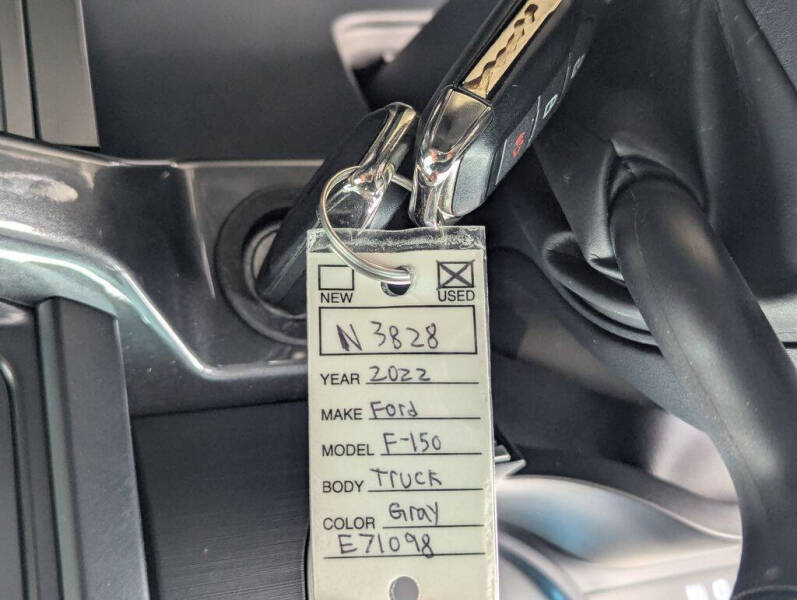 NEW USED
N3828
YEAR 2022
MAKE Ford
MODEL F-150
BODY Truck
COLOR Gray
E71098